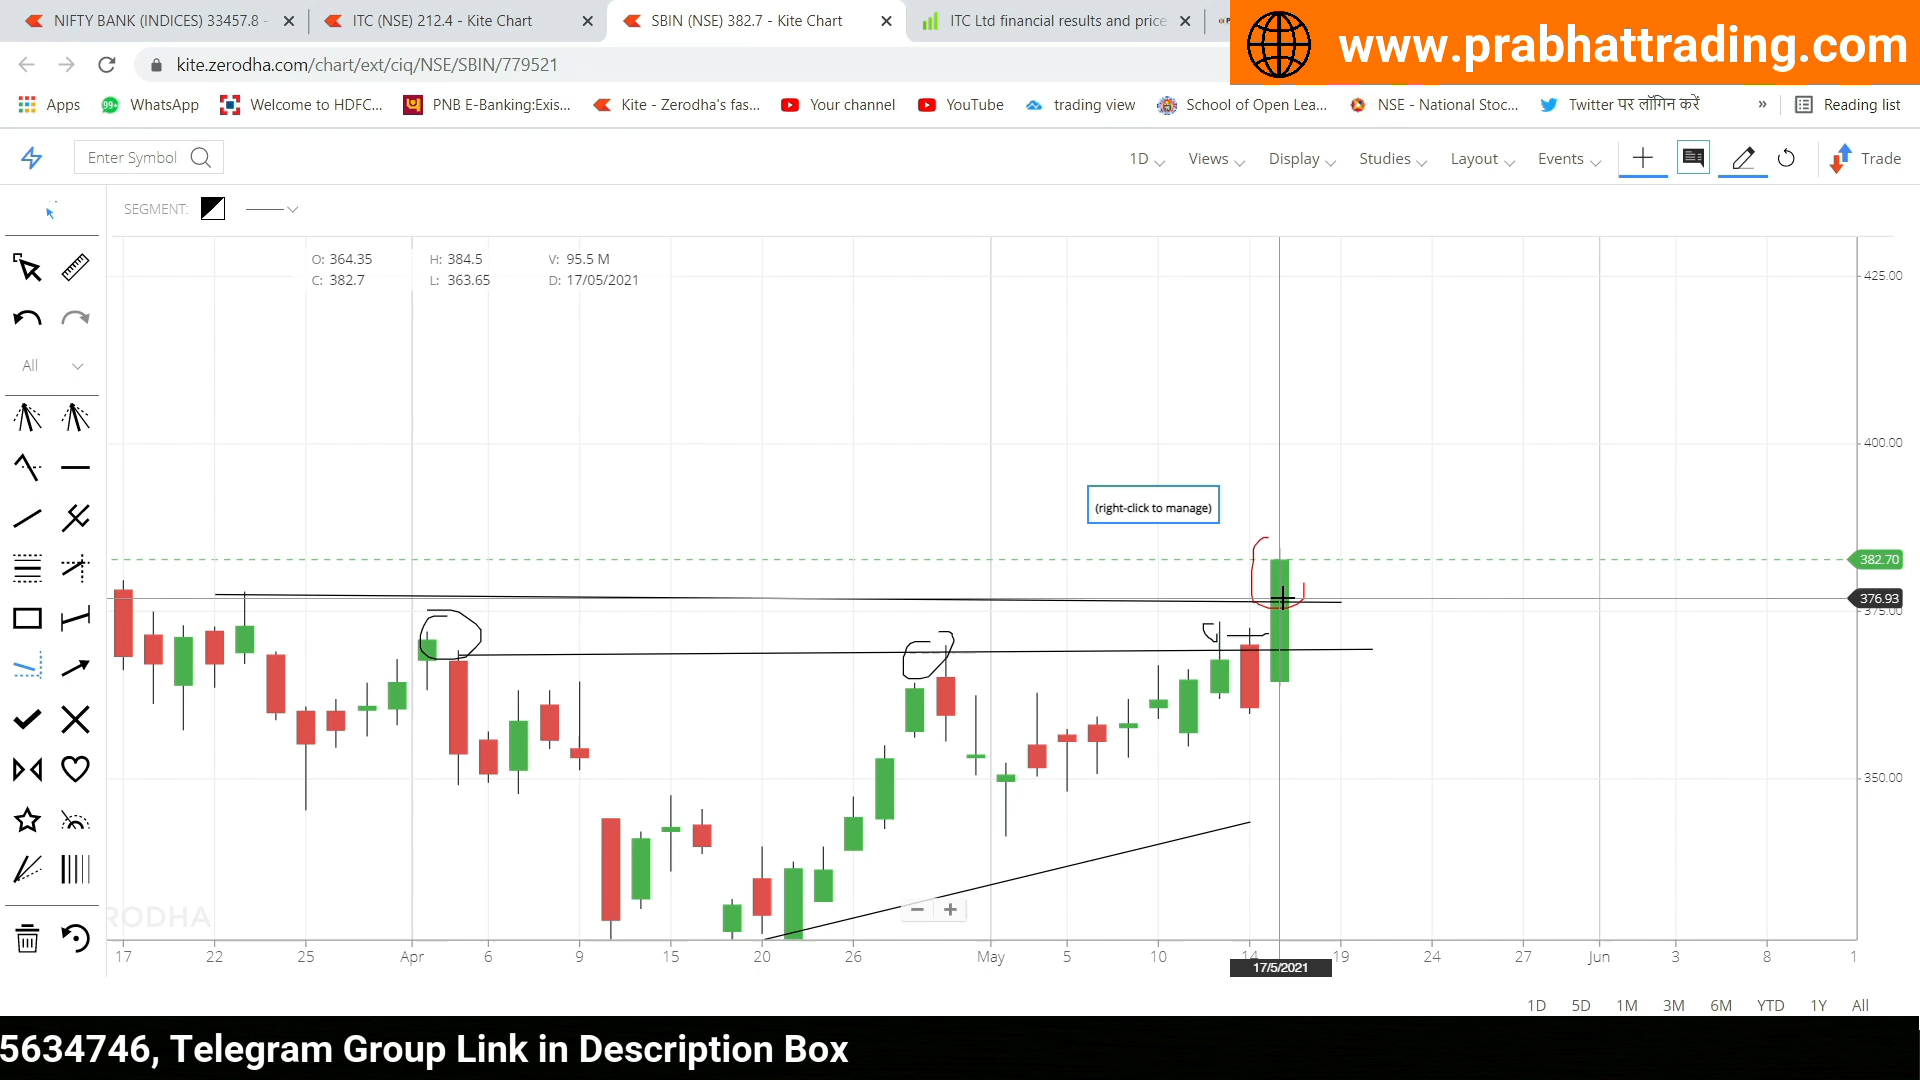 NIFTY BANK (INDICES) 33457.8 -
ITC (NSE) 212.4 - Kite Chart
SBIN (NSE) 382.7 - Kite Chart
ITC Ltd financial results and price
www.prabhattrading.com
kite.zerodha.com/chart/ext/ciq/NSE/SBIN/779521
Apps
99+
WhatsApp
Welcome to HDFC...
PNB E-Banking:Exis...
Kite - Zerodha's fas...
Your channel
YouTube
trading view
School of Open Lea...
NSE - National Stoc...
Twitter पर लॉगिन करें
»
Reading list
Enter Symbol
1D
Views
Display
Studies
Layout
Events
Trade
SEGMENT:
O: 364.35
H: 384.5
V: 95.5 M
C: 382.7
L: 363.65
D: 17/05/2021
All
425.00
400.00
(right-click to manage)
382.70
376.93
375.00
350.00
RODHA
17
22
25
Apr
6
9
15
20
26
May
5
10
14
19
24
27
Jun
3
8
1
17/5/2021
1D
5D
1M
3M
6M
YTD
1Y
All
5634746, Telegram Group Link in Description Box